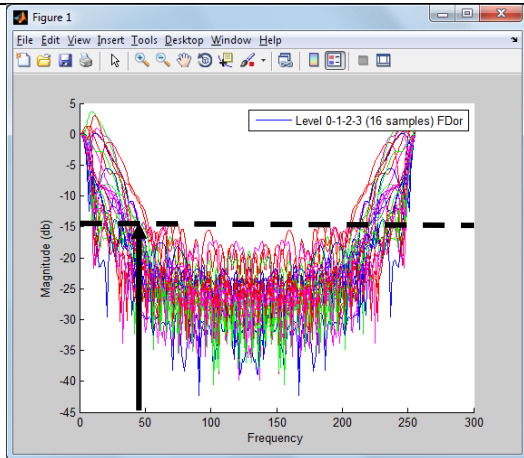 Figure 1
File Edit View Insert Tools Desktop Window Help
Level 0-1-2-3 (16 samples) FDor
5
0
-5
-10
-15
-20
-25
-30
-35
-40
-45
Magnitude (db)
0 50 100 150 200 250 300
Frequency